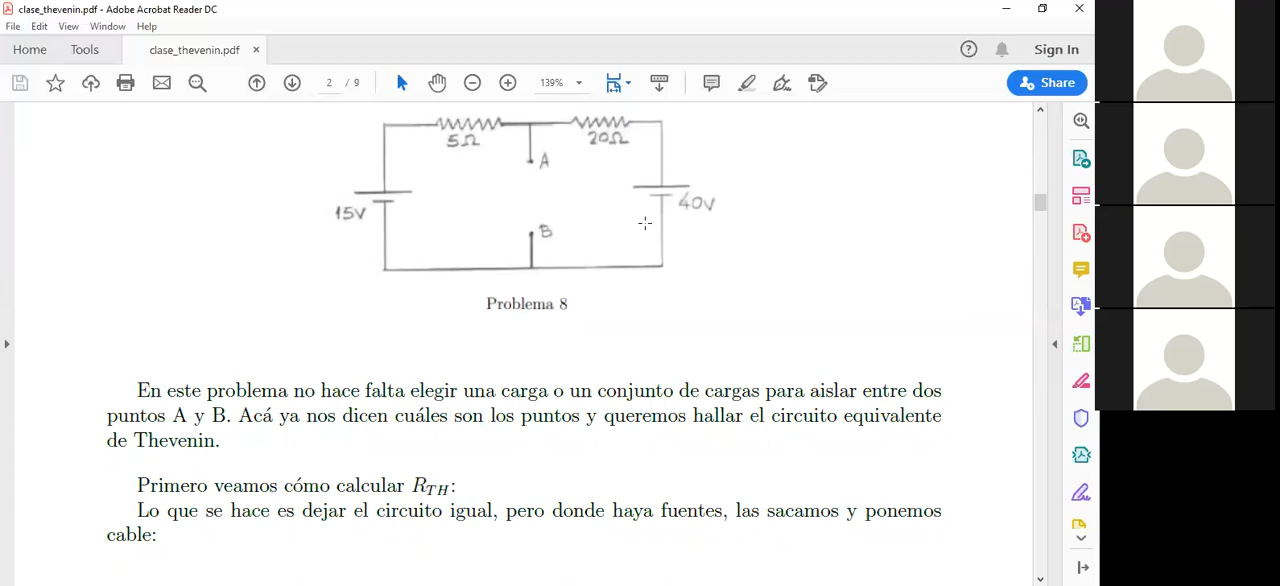 clase_thevenin.pdf - Adobe Acrobat Reader DC
File Edit View Window Help
Home Tools clase_thevenin.pdf × Sign In
2 / 9 139% Share
5Ω 20Ω
A
15V 40V
B
Problema 8
En este problema no hace falta elegir una carga o un conjunto de cargas para aislar entre dos
puntos A y B. Acá ya nos dicen cuáles son los puntos y queremos hallar el circuito equivalente
de Thevenin.
Primero veamos cómo calcular R_TH:
Lo que se hace es dejar el circuito igual, pero donde haya fuentes, las sacamos y ponemos
cable: